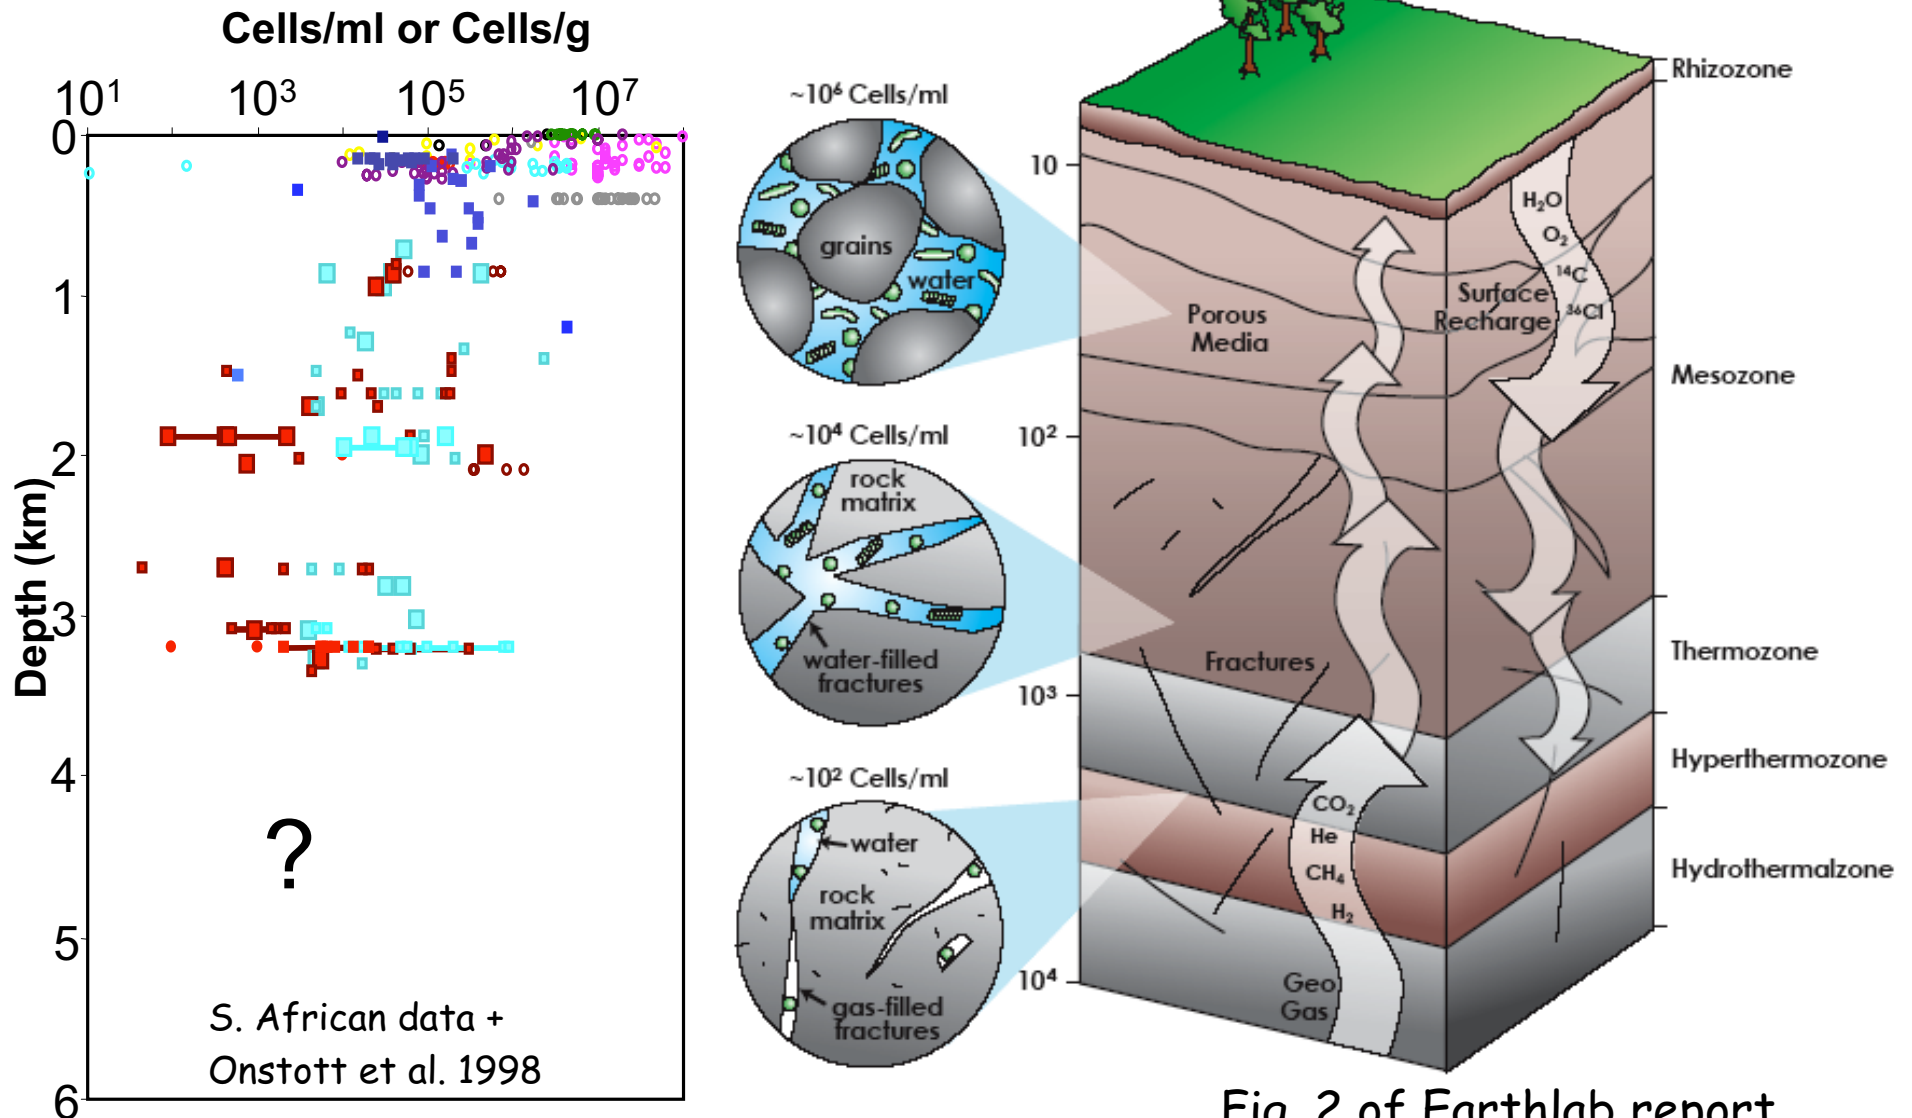 Cells/ml or Cells/g
10¹ 10³ 10⁵ 10⁷
Depth (km)
0
1
2
3
4
5
6
?
S. African data +
Onstott et al. 1998
~10⁶ Cells/ml
grains
water
~10⁴ Cells/ml
rock
matrix
water-filled
fractures
~10² Cells/ml
water
rock
matrix
gas-filled
fractures
10
10²
10³
10⁴
Porous
Media
Surface
Recharge
H₂O
O₂
¹⁴C
³⁶Cl
Fractures
CO₂
He
CH₄
H₂
Geo
Gas
Rhizozone
Mesozone
Thermozone
Hyperthermozone
Hydrothermalzone
Fig. 2 of Earthlab report